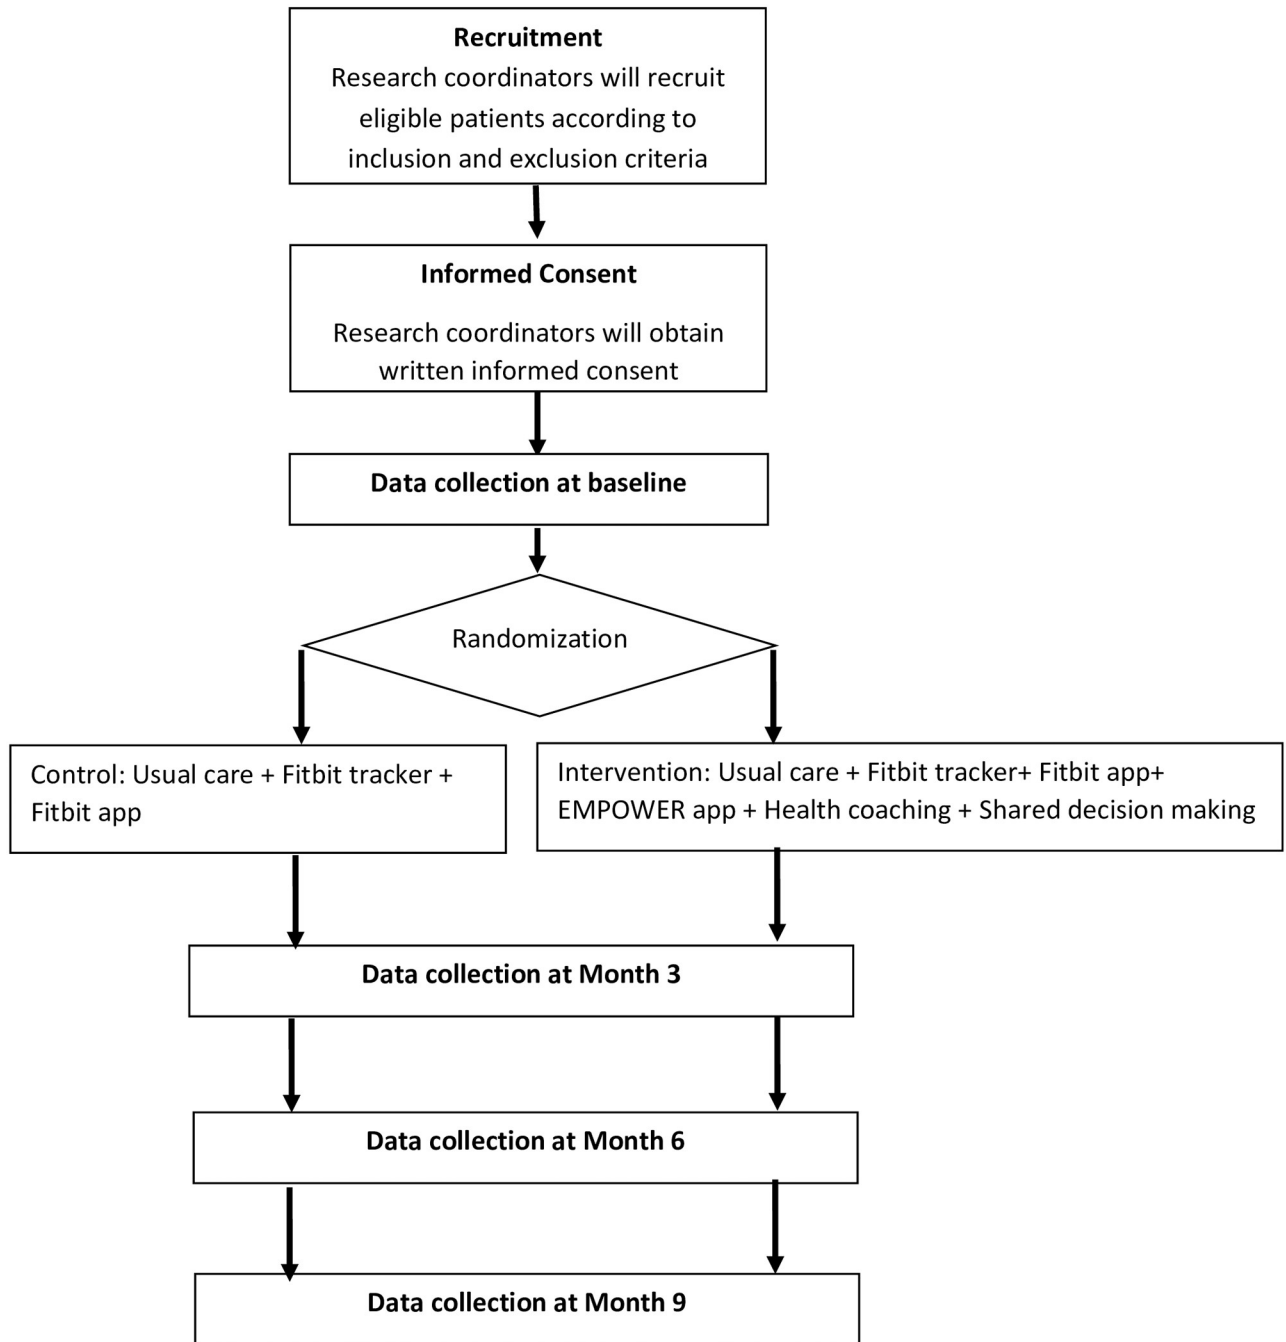 Recruitment
Research coordinators will recruit
eligible patients according to
inclusion and exclusion criteria
Informed Consent
Research coordinators will obtain
written informed consent
Data collection at baseline
Randomization
Control: Usual care + Fitbit tracker +
Fitbit app
Intervention: Usual care + Fitbit tracker+ Fitbit app+
EMPOWER app + Health coaching + Shared decision making
Data collection at Month 3
Data collection at Month 6
Data collection at Month 9